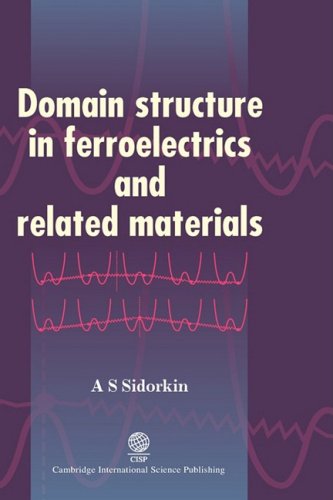 Domain structure
in ferroelectrics
and
related materials
A S Sidorkin
CISP
Cambridge International Science Publishing